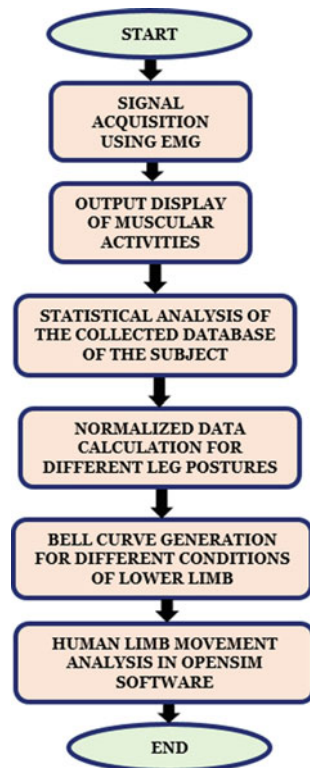 START
SIGNAL
ACQUISITION
USING EMG
OUTPUT DISPLAY
OF MUSCULAR
ACTIVITIES
STATISTICAL ANALYSIS OF
THE COLLECTED DATABASE
OF THE SUBJECT
NORMALIZED DATA
CALCULATION FOR
DIFFERENT LEG POSTURES
BELL CURVE GENERATION
FOR DIFFERENT CONDITIONS
OF LOWER LIMB
HUMAN LIMB MOVEMENT
ANALYSIS IN OPENSIM
SOFTWARE
END